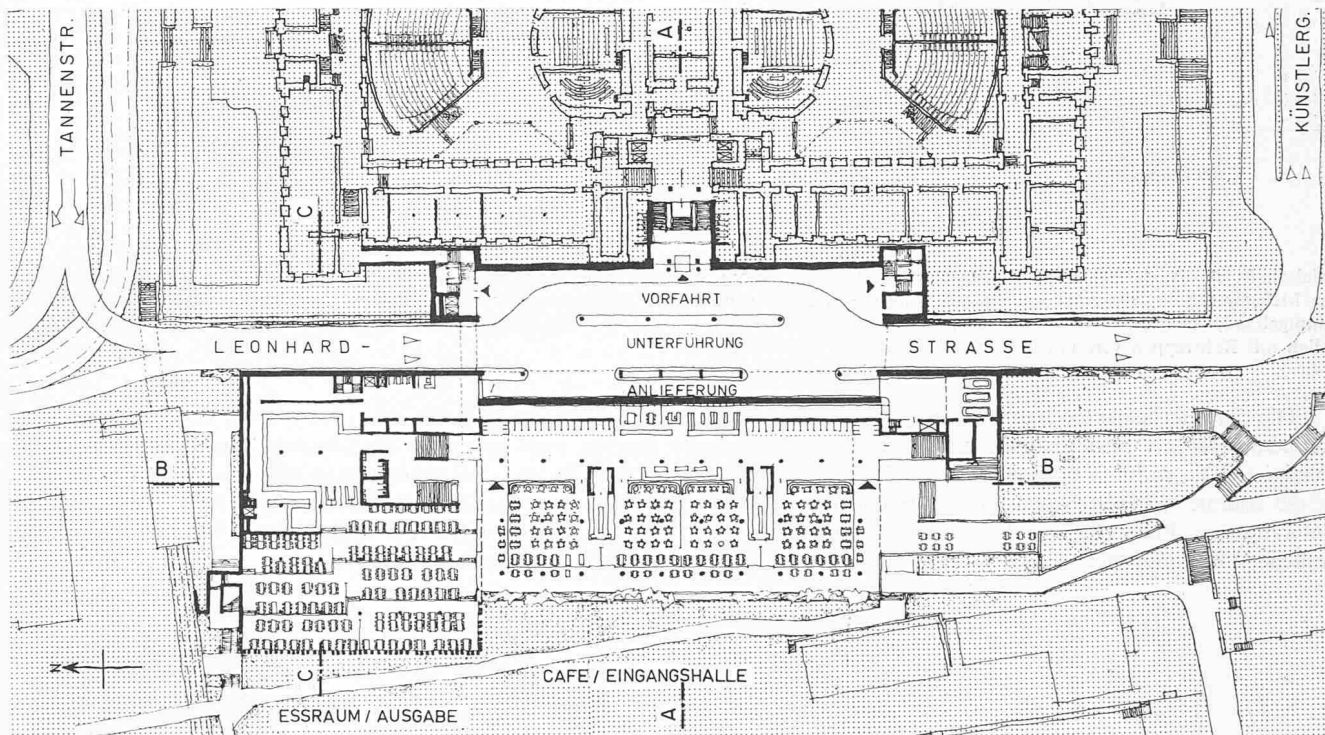 TANNENSTR.
A
KÜNSTLERG.
C
VORFAHRT
LEONHARD -
UNTERFÜHRUNG
STRASSE
ANLIEFERUNG
B
B
N
C
CAFE / EINGANGSHALLE
A
ESSRAUM / AUSGABE